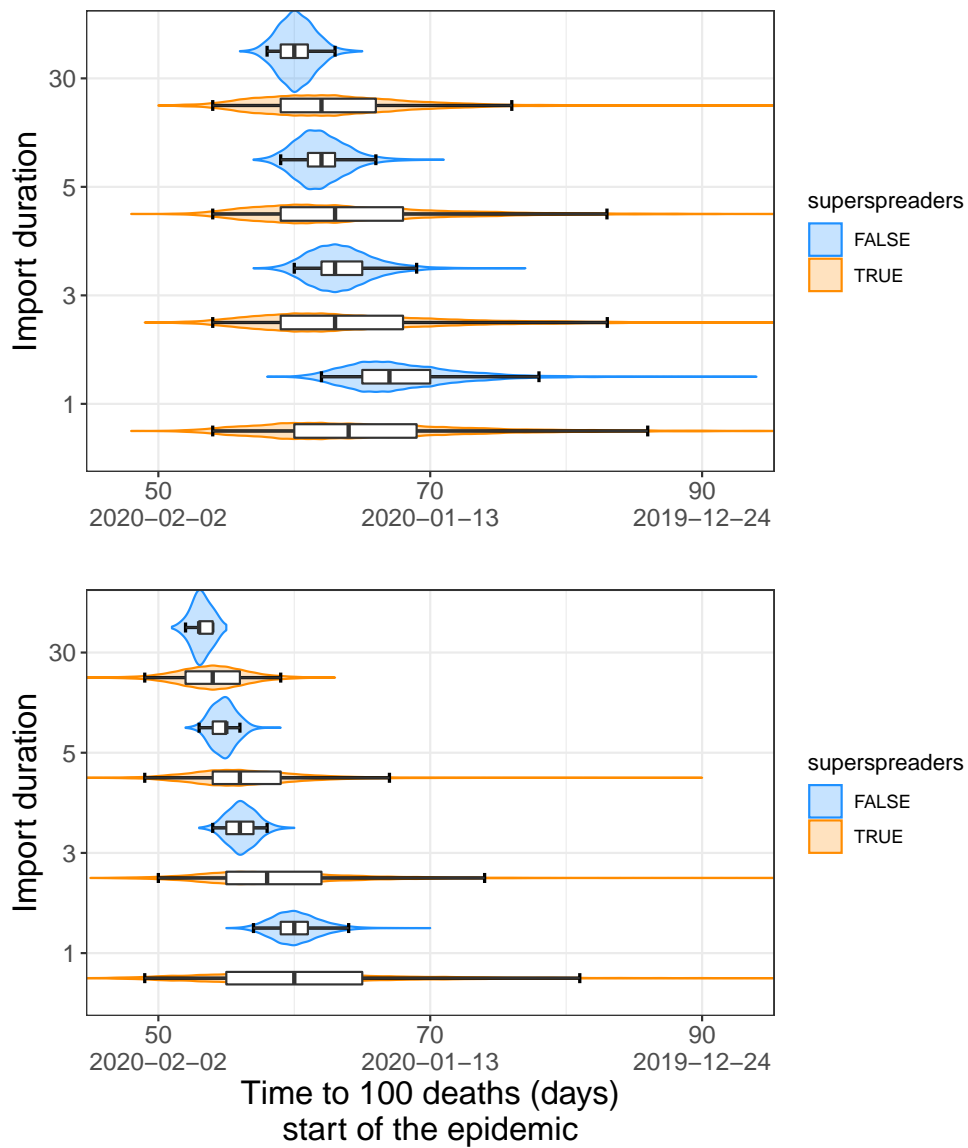 30
5
3
1
Import duration
50 70 90
2020−02−02 2020−01−13 2019−12−24
superspreaders
FALSE
TRUE
30
5
3
1
Import duration
50 70 90
2020−02−02 2020−01−13 2019−12−24
Time to 100 deaths (days)
start of the epidemic
superspreaders
FALSE
TRUE